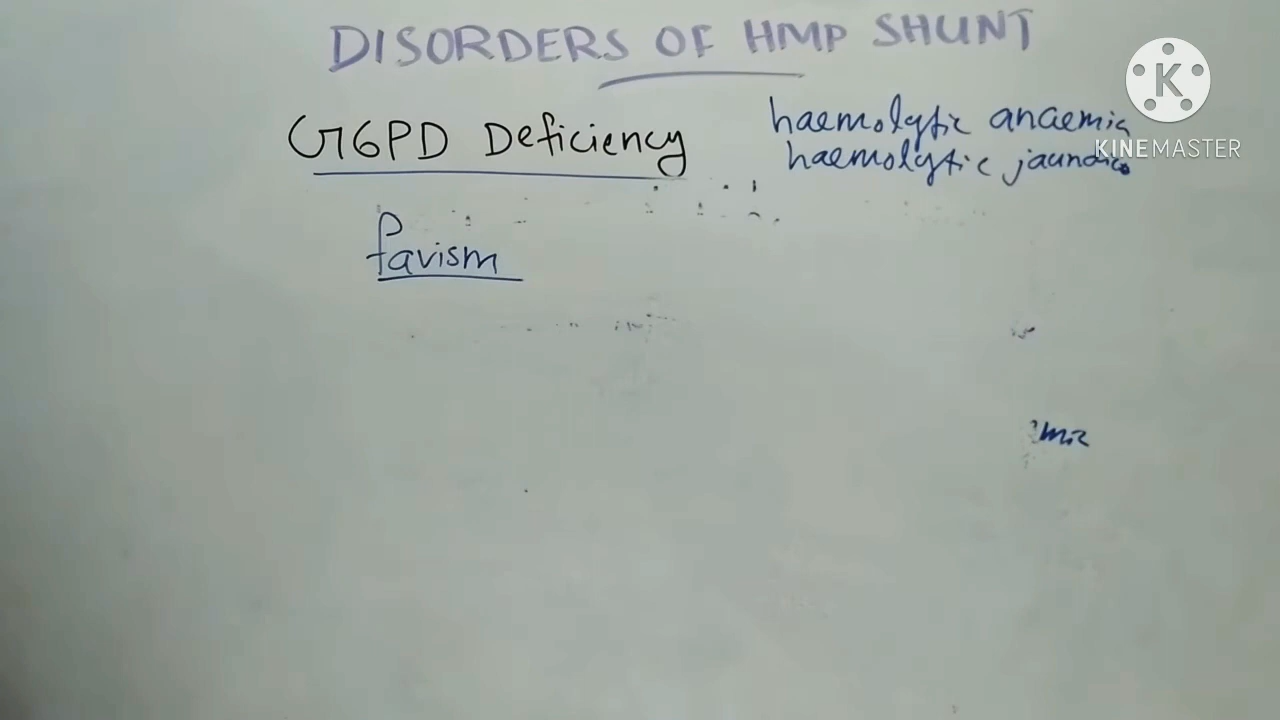 DISORDERS OF HMP SHUNT
G6PD Deficiency
haemolytic anaemia
haemolytic jaundice
favism
K
KINEMASTER